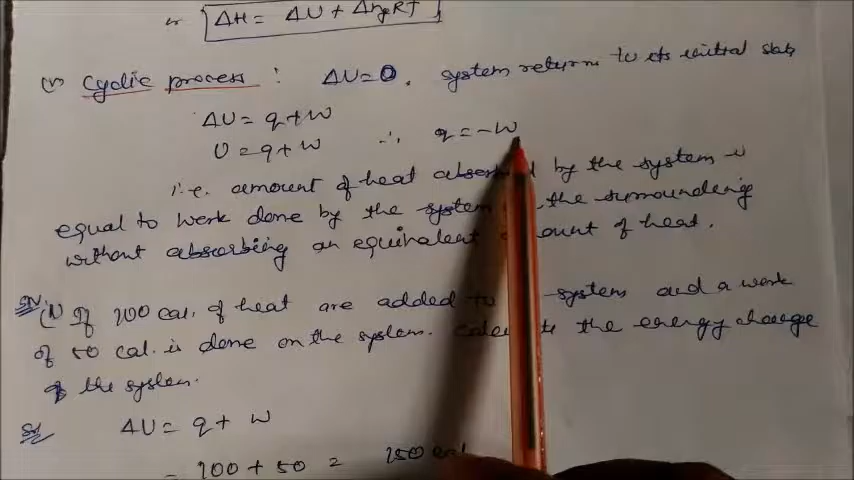 or ΔH = ΔU + ΔngRT
(v) Cyclic process : ΔU = 0. system return to its initial state
ΔU = q + w
0 = q + w ∴ q = -w
i.e. amount of heat absorbed by the system is
equal to work done by the system the surrounding
without absorbing an equivalent amount of heat.
(1) If 100 cal. of heat are added to system and a work
of 50 cal. is done on the system. Calculate the energy change
of the system.
Sol ΔU = q + w
= 100 + 50 = 150 cal